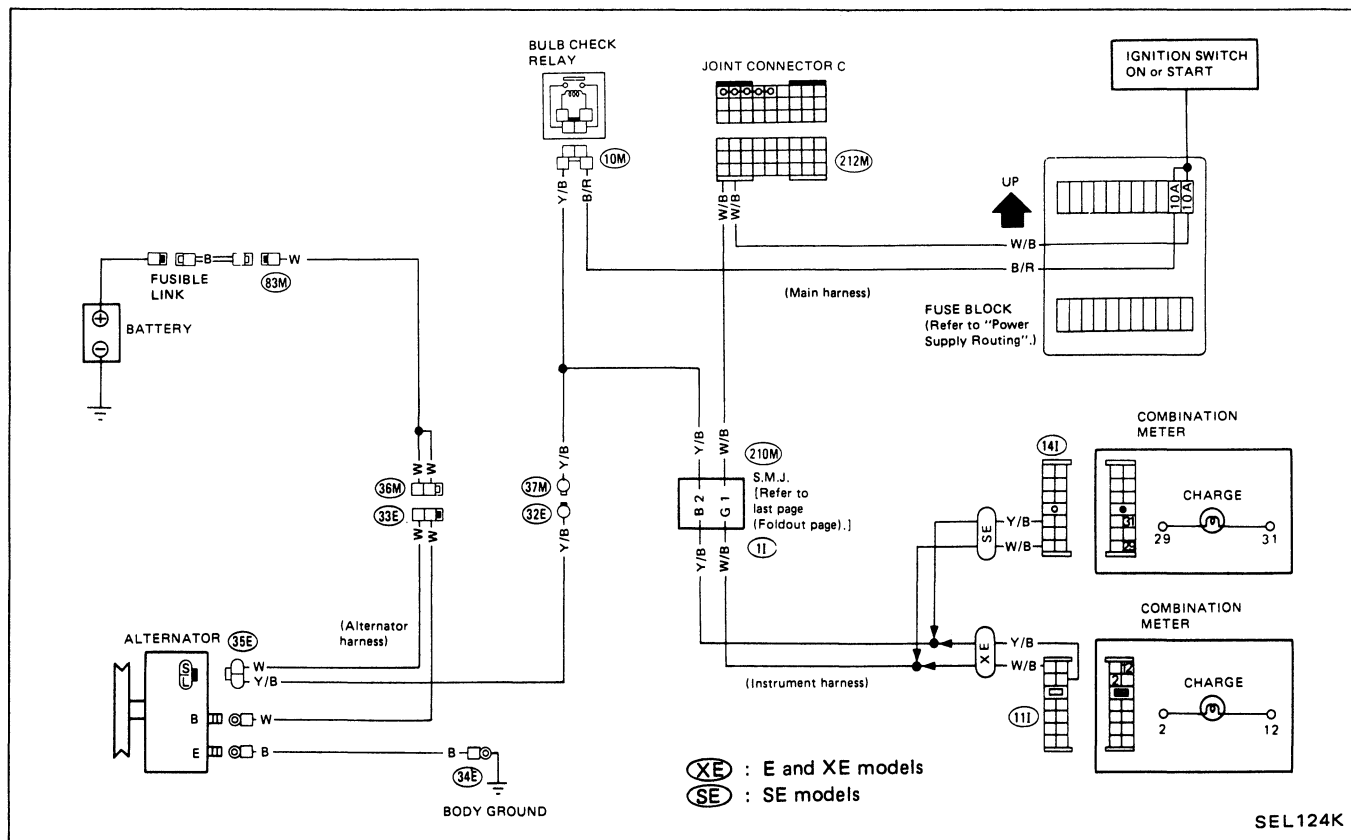 BULB CHECK
RELAY
10M
Y/B
B/R
JOINT CONNECTOR C
212M
W/B
W/B
IGNITION SWITCH
ON or START
UP
10A
10A
W/B
B/R
(Main harness)
FUSE BLOCK
(Refer to "Power
Supply Routing".)
B
W
FUSIBLE
LINK
83M
BATTERY
W
W
36M
33E
W
W
Y/B
37M
32E
Y/B
Y/B
W/B
210M
S.M.J.
[Refer to
last page
(Foldout page).]
B 2
G 1
1I
Y/B
W/B
SE
Y/B
W/B
14I
COMBINATION
METER
31
29
CHARGE
29
31
XE
Y/B
W/B
11I
COMBINATION
METER
12
2
CHARGE
2
12
(Instrument harness)
(Alternator
harness)
ALTERNATOR
35E
S
L
W
Y/B
B
W
E
B
B
34E
BODY GROUND
XE : E and XE models
SE : SE models
SEL124K